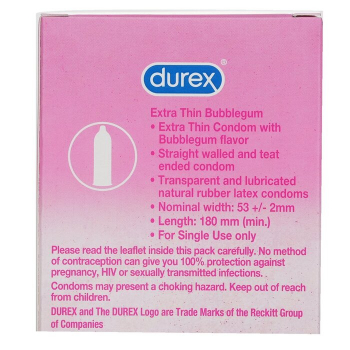 durex
Extra Thin Bubblegum
• Extra Thin Condom with
Bubblegum flavor
• Straight walled and teat
ended condom
• Transparent and lubricated
natural rubber latex condoms
• Nominal width: 53 +/- 2mm
• Length: 180 mm (min.)
• For Single Use only
Please read the leaflet inside this pack carefully. No method
of contraception can give you 100% protection against
pregnancy, HIV or sexually transmitted infections.
Condoms may present a choking hazard. Keep out of reach
from children.
DUREX and The DUREX Logo are Trade Marks of the Reckitt Group
of Companies